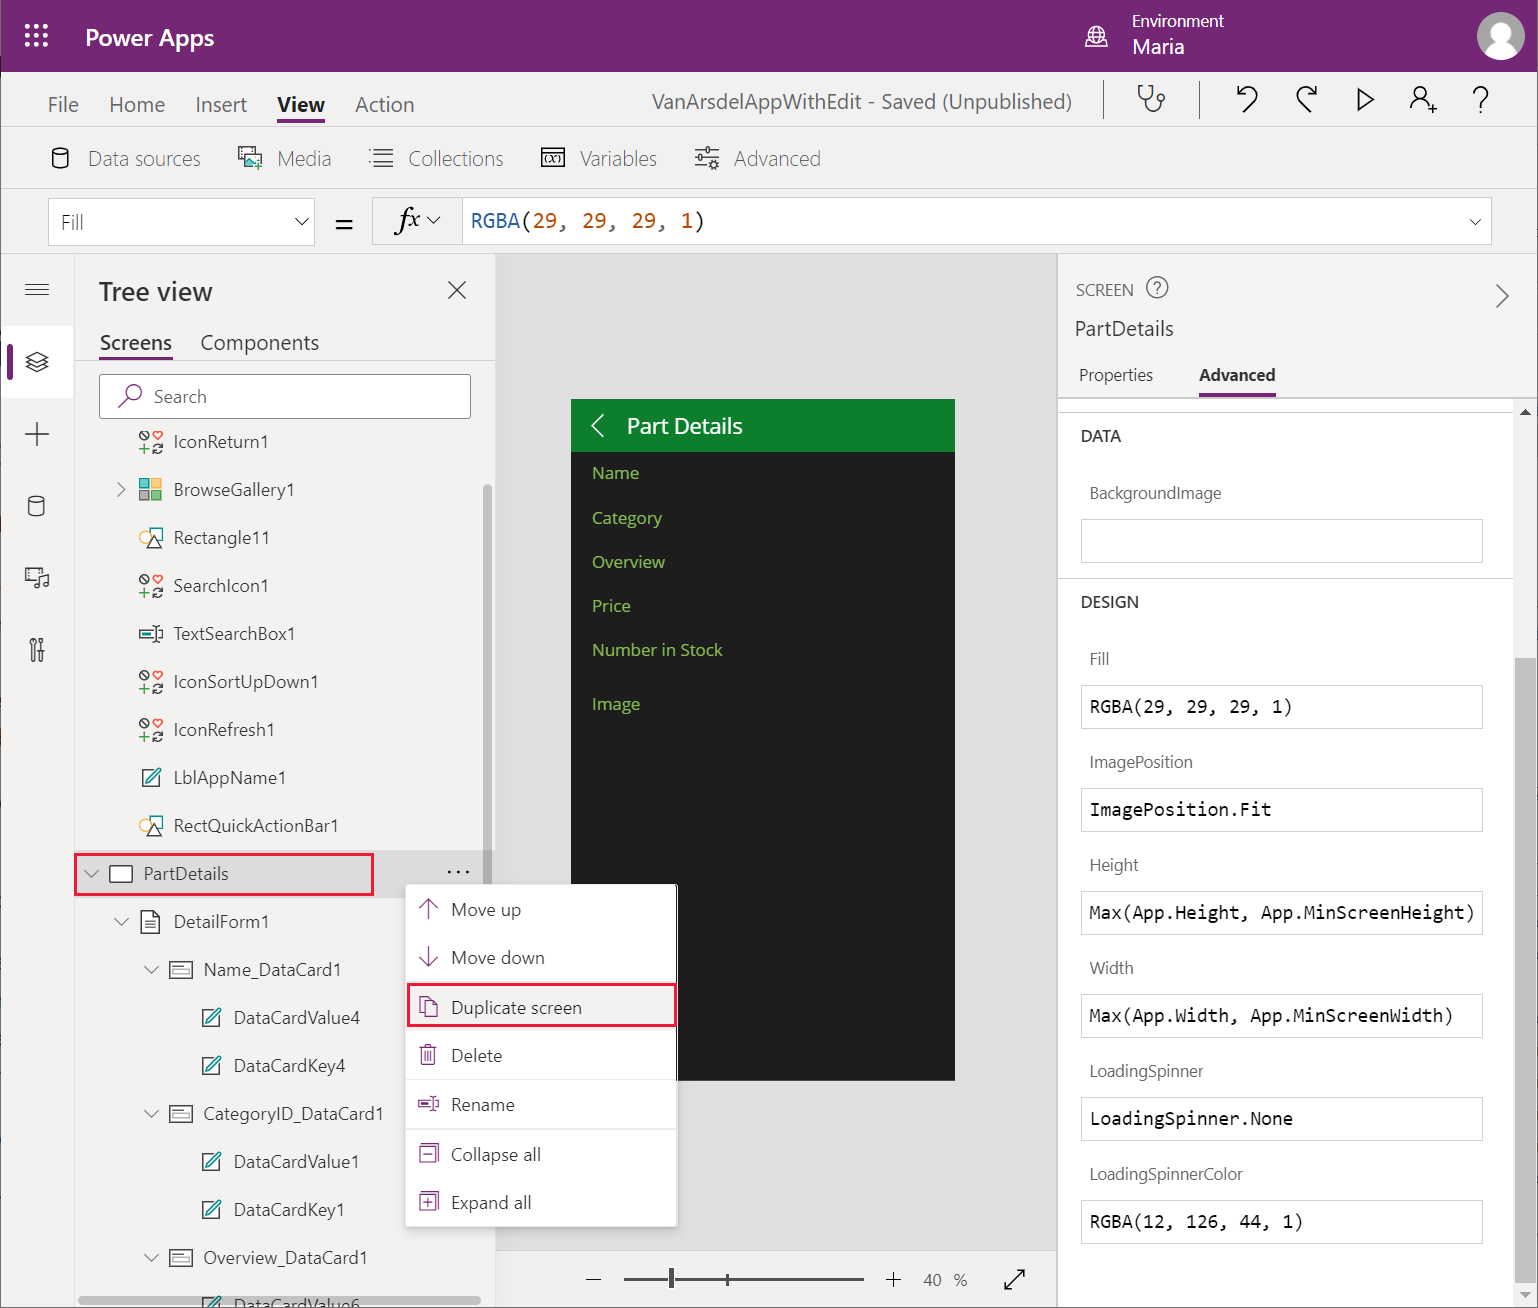 Power Apps
Environment
Maria
File Home Insert View Action
VanArsdelAppWithEdit - Saved (Unpublished)
Data sources Media Collections Variables Advanced
Fill = fx RGBA(29, 29, 29, 1)
Tree view
Screens Components
Search
IconReturn1
BrowseGallery1
Rectangle11
SearchIcon1
TextSearchBox1
IconSortUpDown1
IconRefresh1
LblAppName1
RectQuickActionBar1
PartDetails ...
DetailForm1
Name_DataCard1
DataCardValue4
DataCardKey4
CategoryID_DataCard1
DataCardValue1
DataCardKey1
Overview_DataCard1
DataCardValue6
Move up
Move down
Duplicate screen
Delete
Rename
Collapse all
Expand all
Part Details
Name
Category
Overview
Price
Number in Stock
Image
40 %
SCREEN
PartDetails
Properties Advanced
DATA
BackgroundImage
DESIGN
Fill
RGBA(29, 29, 29, 1)
ImagePosition
ImagePosition.Fit
Height
Max(App.Height, App.MinScreenHeight)
Width
Max(App.Width, App.MinScreenWidth)
LoadingSpinner
LoadingSpinner.None
LoadingSpinnerColor
RGBA(12, 126, 44, 1)